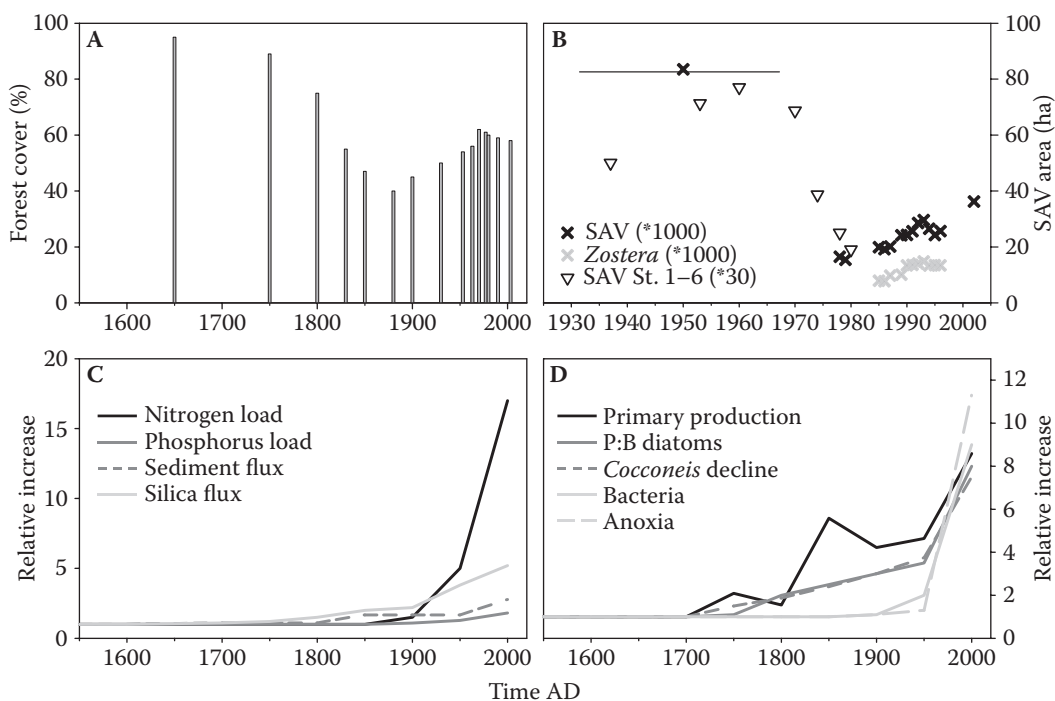 A
100
80
60
40
20
0
Forest cover (%)
1600 1700 1800 1900 2000
B
100
80
60
40
20
0
SAV area (ha)
SAV (*1000)
Zostera (*1000)
SAV St. 1–6 (*30)
1930 1940 1950 1960 1970 1980 1990 2000
C
20
15
10
5
0
Relative increase
Nitrogen load
Phosphorus load
Sediment flux
Silica flux
1600 1700 1800 1900 2000
D
12
10
8
6
4
2
0
Relative increase
Primary production
P:B diatoms
Cocconeis decline
Bacteria
Anoxia
1600 1700 1800 1900 2000
Time AD